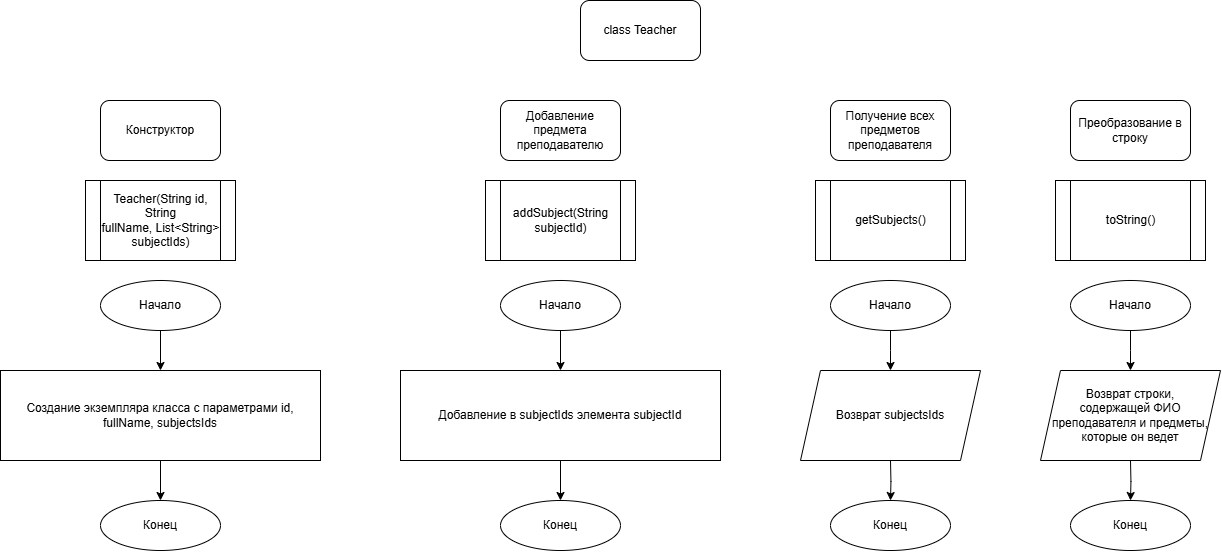 class Teacher
Конструктор
Добавление
предмета
преподавателю
Получение всех
предметов
преподавателя
Преобразование в
строку
Teacher(String id,
String
fullName, List<String>
subjectIds)
addSubject(String
subjectId)
getSubjects()
toString()
Начало
Начало
Начало
Начало
Создание экземпляра класса с параметрами id,
fullName, subjectsIds
Добавление в subjectIds элемента subjectId
Возврат subjectsIds
Возврат строки,
содержащей ФИО
преподавателя и предметы,
которые он ведет
Конец
Конец
Конец
Конец